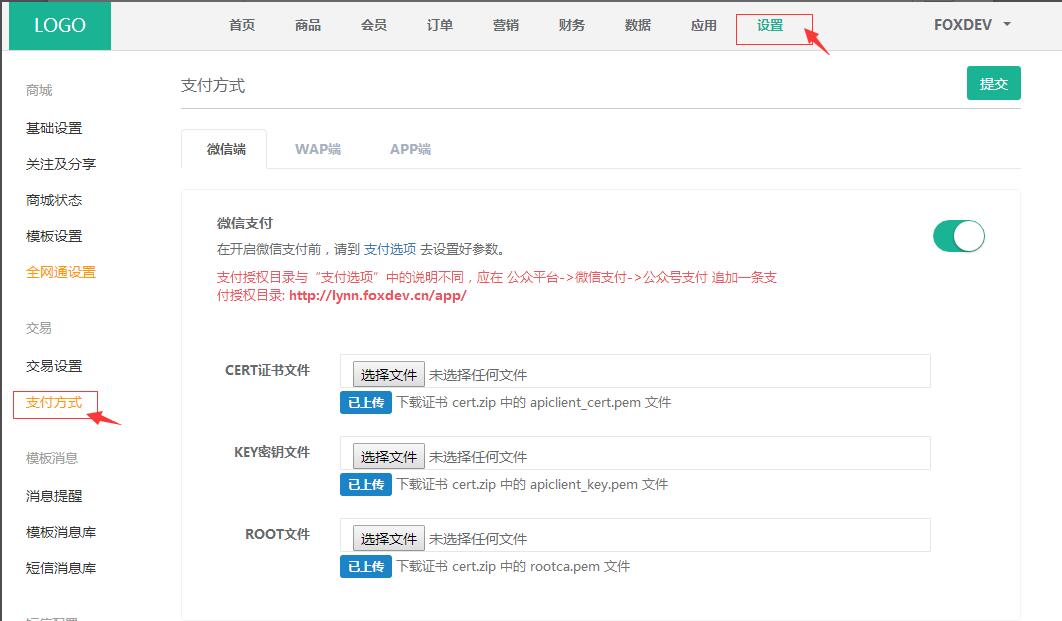 LOGO
首页 商品 会员 订单 营销 财务 数据 应用 设置 FOXDEV
商城
基础设置
关注及分享
商城状态
模板设置
全网通设置
交易
交易设置
支付方式
模板消息
消息提醒
模板消息库
短信消息库
支付方式
提交
微信端 WAP端 APP端
微信支付
在开启微信支付前，请到 支付选项 去设置好参数。
支付授权目录与“支付选项”中的说明不同，应在 公众平台->微信支付->公众号支付 追加一条支
付授权目录: http://lynn.foxdev.cn/app/
CERT证书文件 选择文件 未选择任何文件
已上传 下载证书 cert.zip 中的 apiclient_cert.pem 文件
KEY密钥文件 选择文件 未选择任何文件
已上传 下载证书 cert.zip 中的 apiclient_key.pem 文件
ROOT文件 选择文件 未选择任何文件
已上传 下载证书 cert.zip 中的 rootca.pem 文件